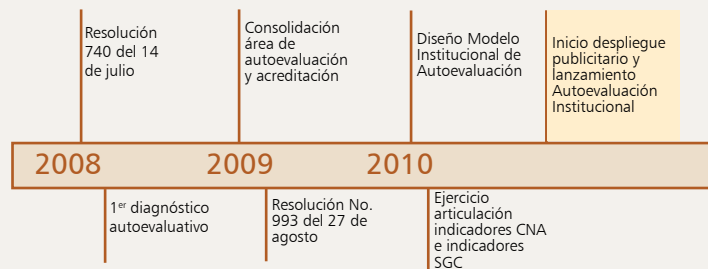 Resolución
740 del 14
de julio
Consolidación
área de
autoevaluación
y acreditación
Diseño Modelo
Institucional de
Autoevaluación
Inicio despliegue
publicitario y
lanzamiento
Autoevaluación
Institucional
2008
2009
2010
1er diagnóstico
autoevaluativo
Resolución No.
993 del 27 de
agosto
Ejercicio
articulación
indicadores CNA
e indicadores
SGC